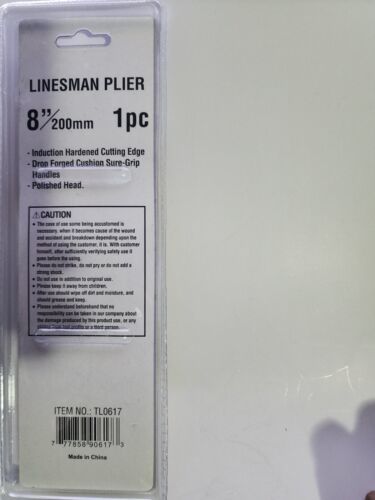 LINESMAN PLIER
8"/200mm 1pc
- Induction Hardened Cutting Edge
- Drop Forged Cushion Sure-Grip
Handles
- Polished Head.
⚠CAUTION
● The case of use some being accustomed is
necessary, when it becomes cause of the wound
and assident and breakdown depending upon the
method of using the customer, it is. With customer
himself, after sufficiently verifying safely use it
goes before the using.
● Please do not strike, do not pry or do not add a
strong shock.
● Do not use in addition to original use.
● Please keep it away from children.
● After use should wipe off dirt and moisture, and
should grease and keep.
● Please understand beforehand that no
responsibility can be taken in our company about
the damage produced by this product use, or any
profits or a third person.
ITEM NO.: TL0617
7 77858 90617 3
Made in China